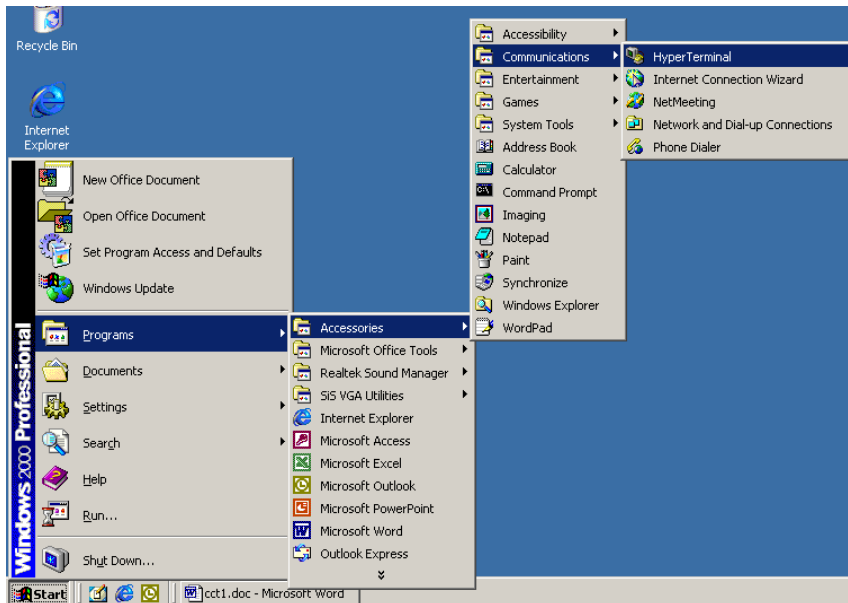 Recycle Bin
Internet
Explorer
Windows 2000 Professional
New Office Document
Open Office Document
Set Program Access and Defaults
Windows Update
Programs
Documents
Settings
Search
Help
Run...
Shut Down...
Accessories
Microsoft Office Tools
Realtek Sound Manager
SiS VGA Utilities
Internet Explorer
Microsoft Access
Microsoft Excel
Microsoft Outlook
Microsoft PowerPoint
Microsoft Word
Outlook Express
Accessibility
Communications
Entertainment
Games
System Tools
Address Book
Calculator
Command Prompt
Imaging
Notepad
Paint
Synchronize
Windows Explorer
WordPad
HyperTerminal
Internet Connection Wizard
NetMeeting
Network and Dial-up Connections
Phone Dialer
Start
cct1.doc - Microsoft Word